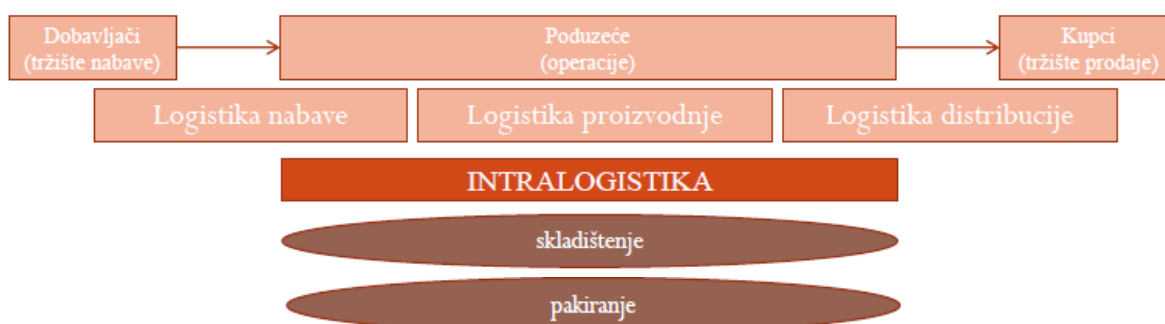 Dobavljači
(tržište nabave)
Poduzeće
(operacije)
Kupci
(tržište prodaje)
Logistika nabave
Logistika proizvodnje
Logistika distribucije
INTRALOGISTIKA
skladištenje
pakiranje